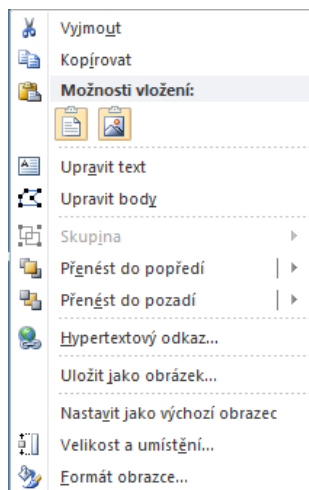 Vyjmout
Kopírovat
Možnosti vložení:
Upravit text
Upravit body
Skupina
Přenést do popředí
Přenést do pozadí
Hypertextový odkaz...
Uložit jako obrázek...
Nastavit jako výchozí obrazec
Velikost a umístění...
Formát obrazce...